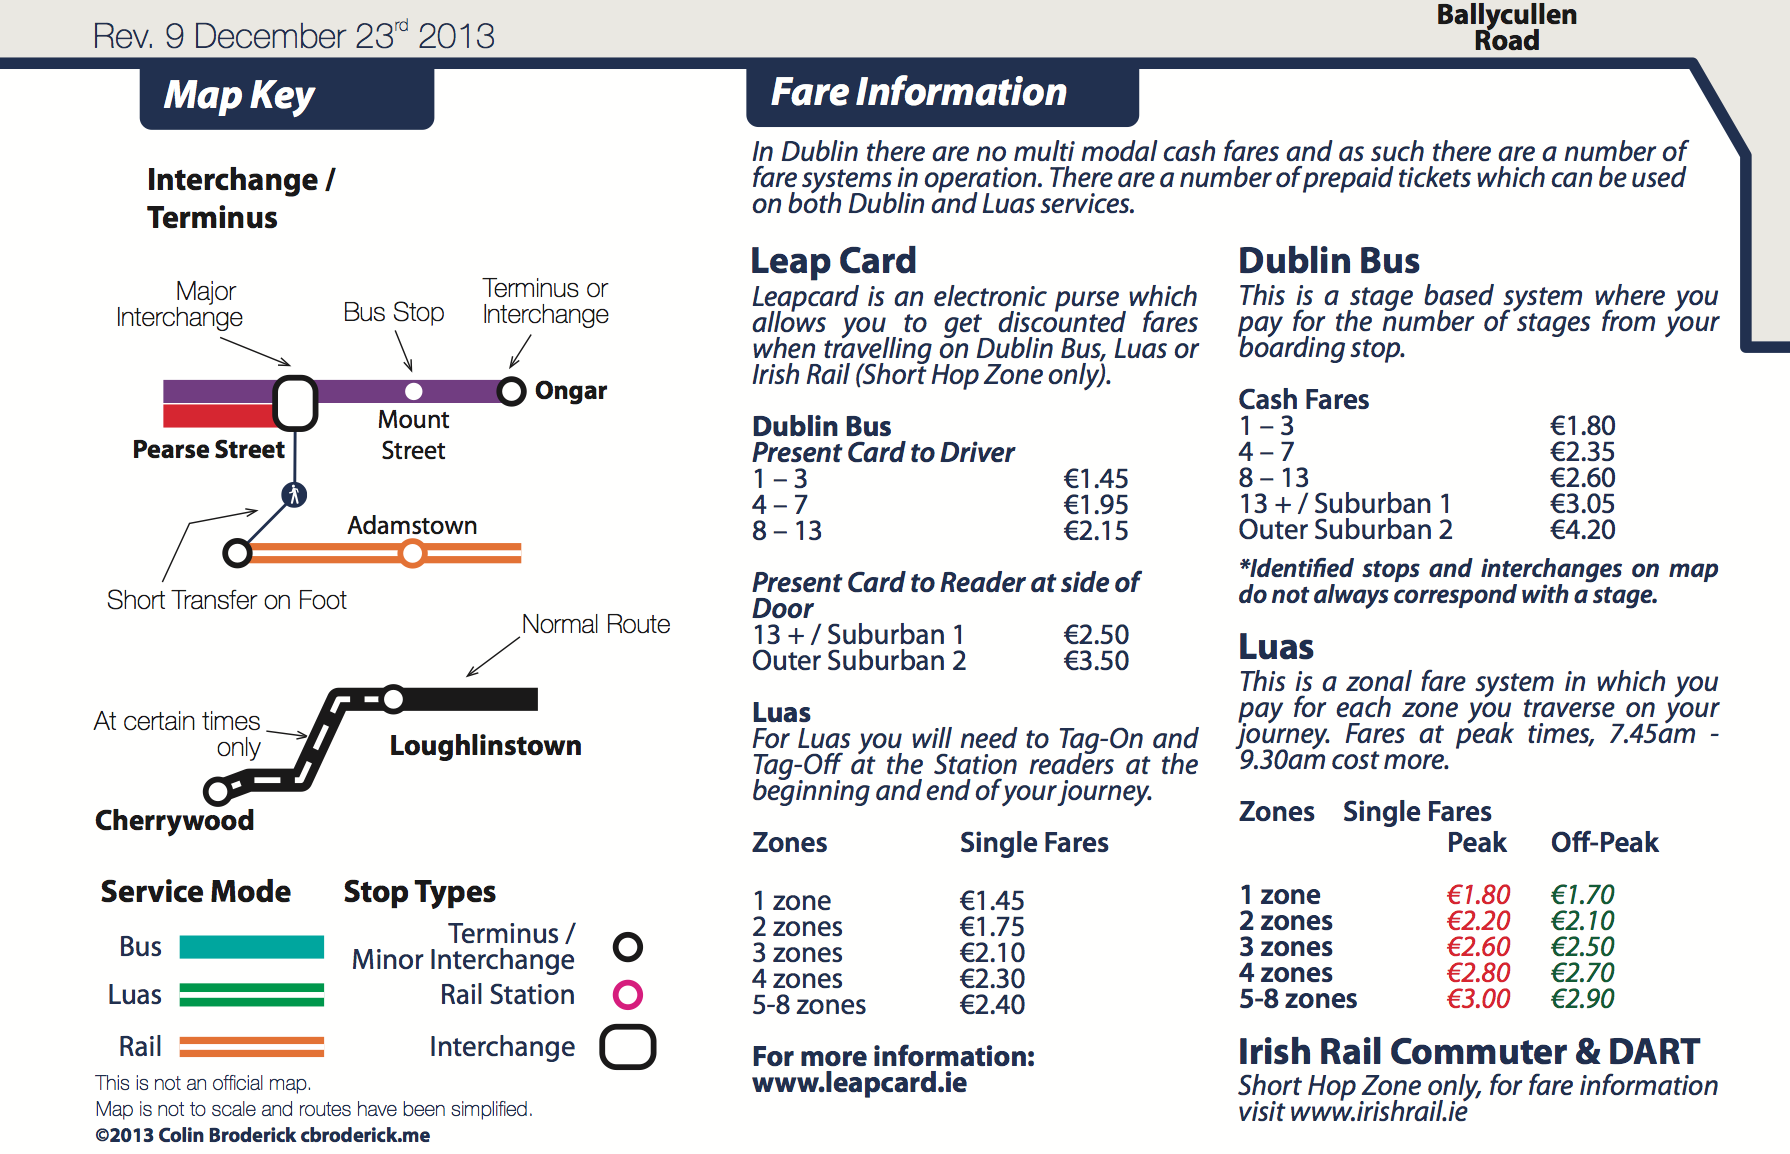 Rev. 9 December 23rd 2013
Ballycullen
Road
Map Key
Interchange /
Terminus
Major
Interchange
Bus Stop
Terminus or
Interchange
Ongar
Mount
Street
Pearse Street
Adamstown
Short Transfer on Foot
Normal Route
At certain times
only
Loughlinstown
Cherrywood
Service Mode
Bus
Luas
Rail
Stop Types
Terminus /
Minor Interchange
Rail Station
Interchange
This is not an official map.
Map is not to scale and routes have been simplified.
©2013 Colin Broderick cbroderick.me
Fare Information
In Dublin there are no multi modal cash fares and as such there are a number of
fare systems in operation. There are a number of prepaid tickets which can be used
on both Dublin and Luas services.
Leap Card
Leapcard is an electronic purse which
allows you to get discounted fares
when travelling on Dublin Bus, Luas or
Irish Rail (Short Hop Zone only).
Dublin Bus
Present Card to Driver
1 – 3 €1.45
4 – 7 €1.95
8 – 13 €2.15
Present Card to Reader at side of
Door
13 + / Suburban 1 €2.50
Outer Suburban 2 €3.50
Luas
For Luas you will need to Tag-On and
Tag-Off at the Station readers at the
beginning and end of your journey.
Zones Single Fares
1 zone €1.45
2 zones €1.75
3 zones €2.10
4 zones €2.30
5-8 zones €2.40
For more information:
www.leapcard.ie
Dublin Bus
This is a stage based system where you
pay for the number of stages from your
boarding stop.
Cash Fares
1 – 3 €1.80
4 – 7 €2.35
8 – 13 €2.60
13 + / Suburban 1 €3.05
Outer Suburban 2 €4.20
*Identified stops and interchanges on map
do not always correspond with a stage.
Luas
This is a zonal fare system in which you
pay for each zone you traverse on your
journey. Fares at peak times, 7.45am -
9.30am cost more.
Zones Single Fares
Peak Off-Peak
1 zone €1.80 €1.70
2 zones €2.20 €2.10
3 zones €2.60 €2.50
4 zones €2.80 €2.70
5-8 zones €3.00 €2.90
Irish Rail Commuter & DART
Short Hop Zone only, for fare information
visit www.irishrail.ie